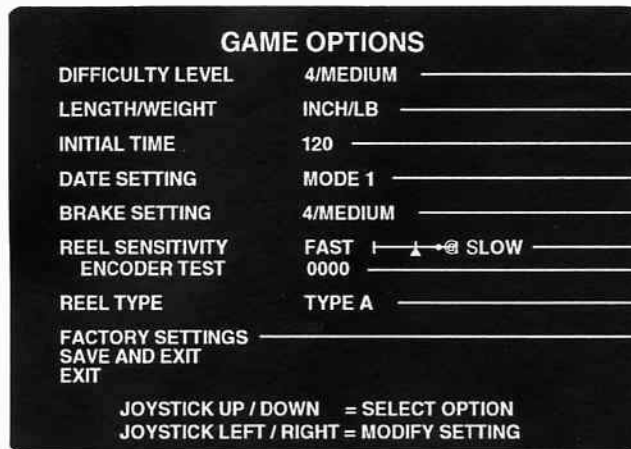 GAME OPTIONS
DIFFICULTY LEVEL 4/MEDIUM
LENGTH/WEIGHT INCH/LB
INITIAL TIME 120
DATE SETTING MODE 1
BRAKE SETTING 4/MEDIUM
REEL SENSITIVITY FAST SLOW
ENCODER TEST 0000
REEL TYPE TYPE A
FACTORY SETTINGS
SAVE AND EXIT
EXIT
JOYSTICK UP / DOWN = SELECT OPTION
JOYSTICK LEFT / RIGHT = MODIFY SETTING